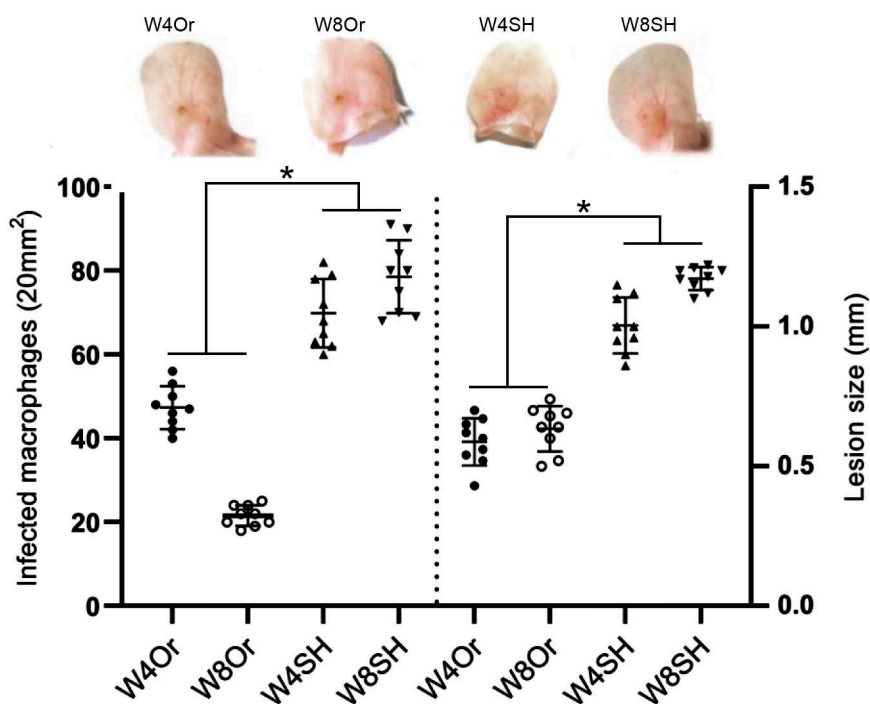 W4Or W8Or W4SH W8SH
* *
Infected macrophages (20mm²)
100
80
60
40
20
0
1.5
1.0
0.5
0.0
Lesion size (mm)
W4Or W8Or W4SH W8SH W4Or W8Or W4SH W8SH